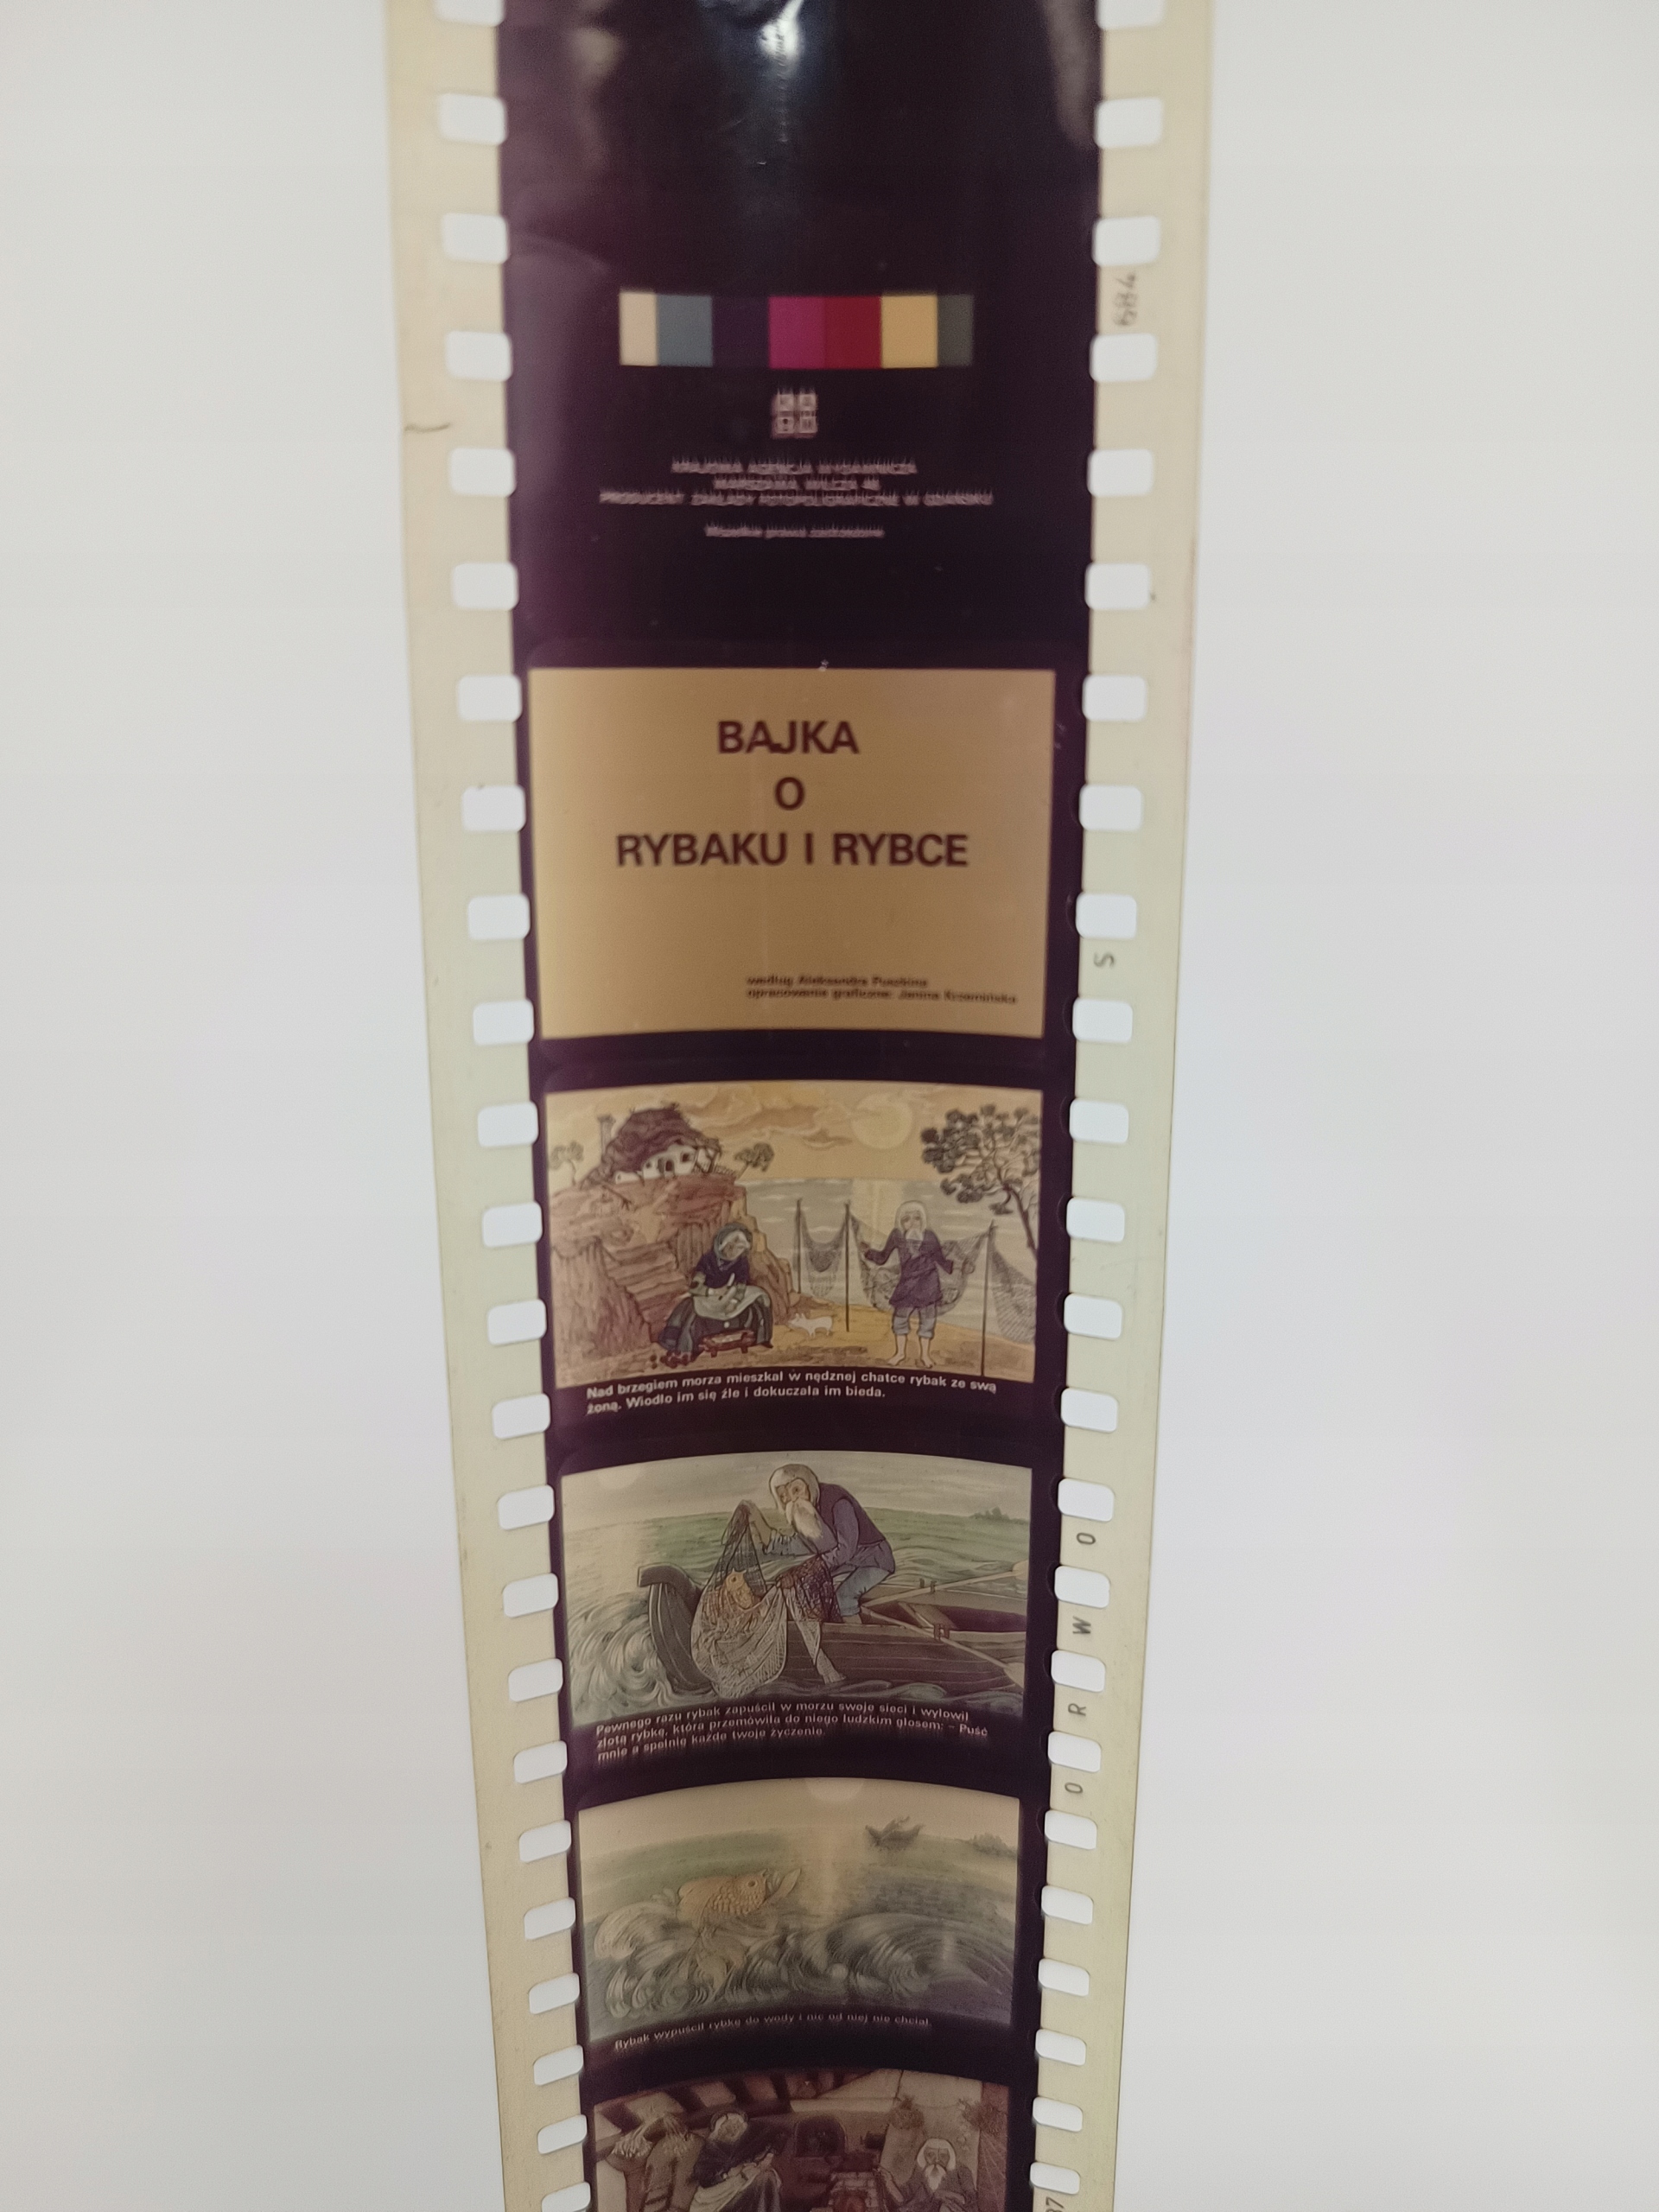 684
KRAJOWA AGENCJA WYDAWNICZA
WARSZAWA, WILCZA 46
PRODUCENT ZAKŁADY FOTOPOLIGRAFICZNE W GDAŃSKU
Wszelkie prawa zastrzeżone
BAJKA
O
RYBAKU I RYBCE
według Aleksandra Puszkina
opracowanie graficzne: Janina Krzemińska
S
Nad brzegiem morza mieszkał w nędznej chatce rybak ze swą
żoną. Wiodło im się źle i dokuczała im bieda.
Pewnego razu rybak zapuścił w morzu swoje sieci i wyłowił
złotą rybkę, która przemówiła do niego ludzkim głosem: – Puść
mnie a spełnię każde twoje życzenie.
ORWO
Rybak wypuścił rybkę do wody i nic od niej nie chciał.